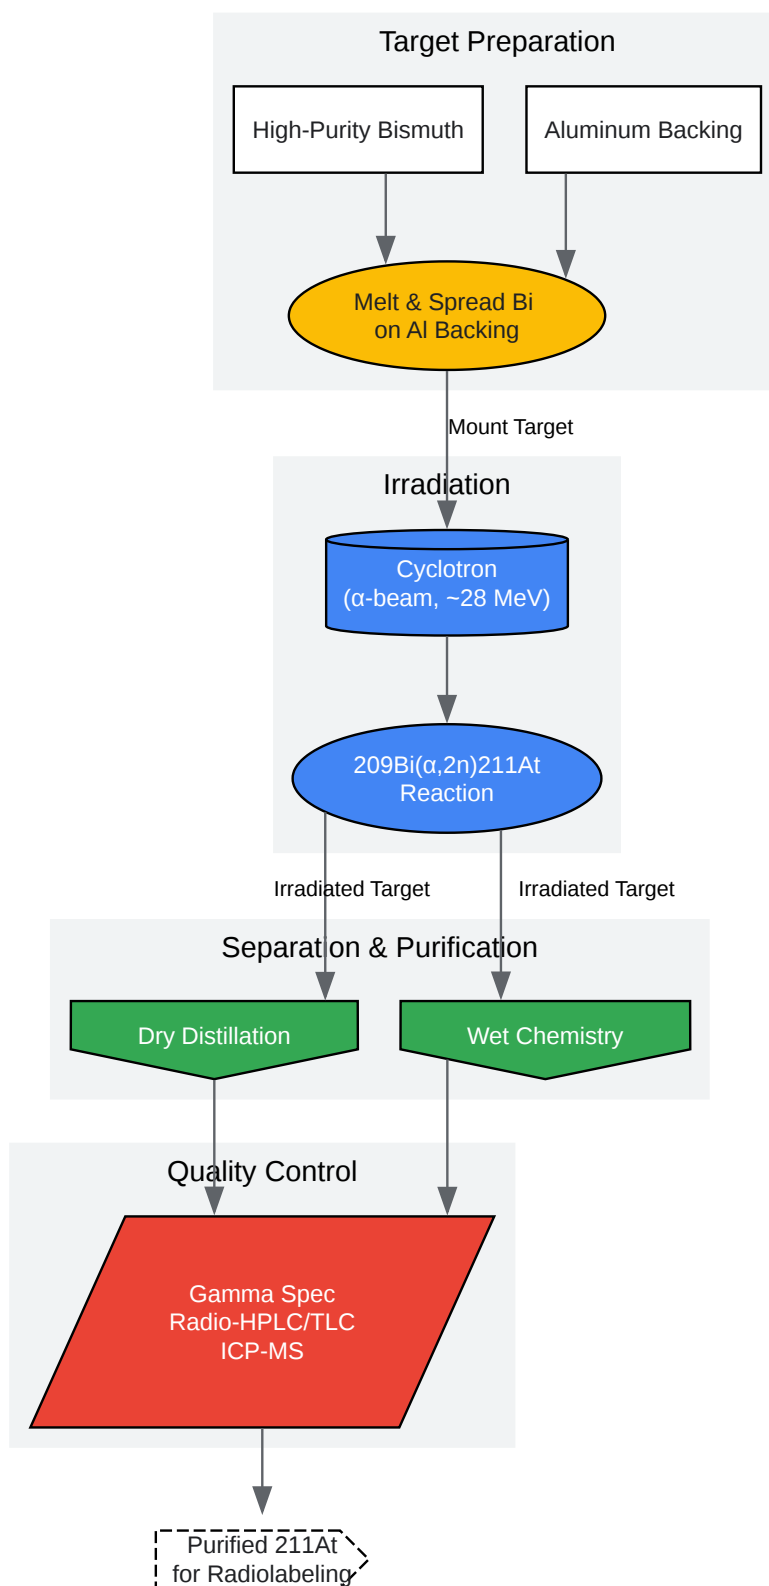 Target Preparation
High-Purity Bismuth
Aluminum Backing
Melt & Spread Bi
on Al Backing
Mount Target
Irradiation
Cyclotron
(α-beam, ~28 MeV)
209Bi(α,2n)211At
Reaction
Irradiated Target
Irradiated Target
Separation & Purification
Dry Distillation
Wet Chemistry
Quality Control
Gamma Spec
Radio-HPLC/TLC
ICP-MS
Purified 211At
for Radiolabeling